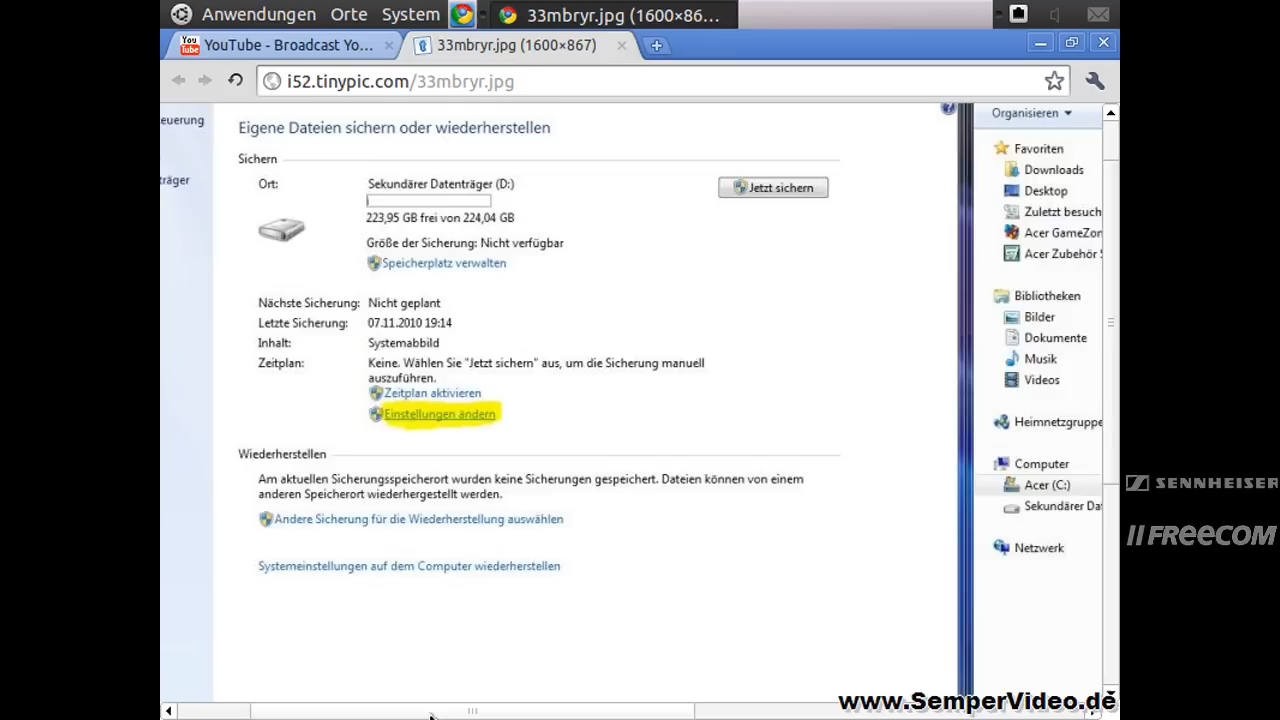 Anwendungen Orte System 33mbryr.jpg (1600×86...
YouTube - Broadcast Yo... 33mbryr.jpg (1600×867)
i52.tinypic.com/33mbryr.jpg
Eigene Dateien sichern oder wiederherstellen
Sichern
Ort: Sekundärer Datenträger (D:)
Jetzt sichern
223,95 GB frei von 224,04 GB
Größe der Sicherung: Nicht verfügbar
Speicherplatz verwalten
Nächste Sicherung: Nicht geplant
Letzte Sicherung: 07.11.2010 19:14
Inhalt: Systemabbild
Zeitplan: Keine. Wählen Sie "Jetzt sichern" aus, um die Sicherung manuell
auszuführen.
Zeitplan aktivieren
Einstellungen ändern
Wiederherstellen
Am aktuellen Sicherungsspeicherort wurden keine Sicherungen gespeichert. Dateien können von einem
anderen Speicherort wiederhergestellt werden.
Andere Sicherung für die Wiederherstellung auswählen
Systemeinstellungen auf dem Computer wiederherstellen
euerung
träger
Organisieren
Favoriten
Downloads
Desktop
Zuletzt besuch
Acer GameZon
Acer Zubehör S
Bibliotheken
Bilder
Dokumente
Musik
Videos
Heimnetzgruppe
Computer
Acer (C:)
Sekundärer Dat
Netzwerk
SENNHEISER
FREECOM
www.SemperVideo.de